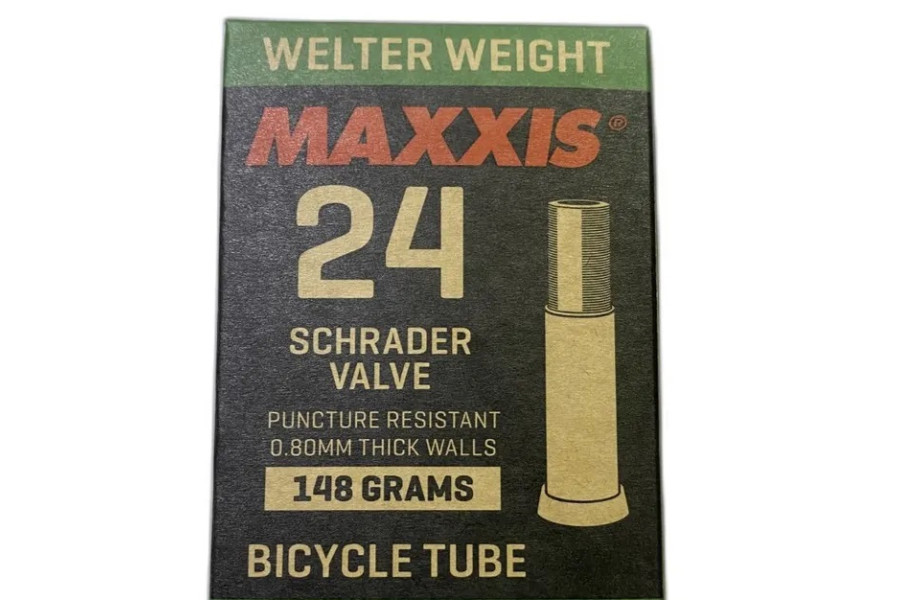 WELTER WEIGHT
MAXXIS®
24
SCHRADER
VALVE
PUNCTURE RESISTANT
0.80MM THICK WALLS
148 GRAMS
BICYCLE TUBE